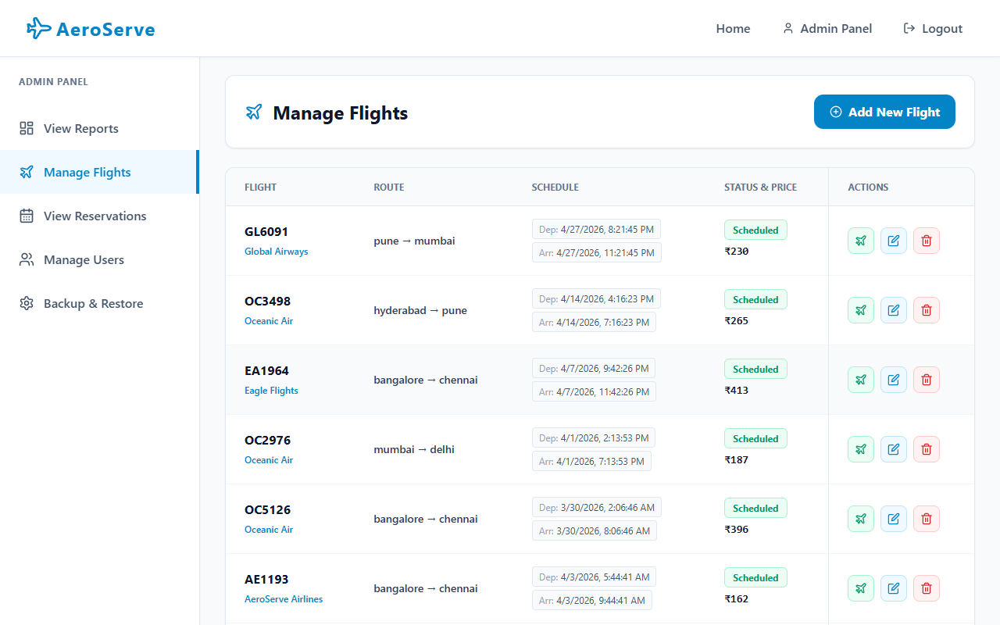 AeroServe
Home
Admin Panel
Logout
ADMIN PANEL
View Reports
Manage Flights
View Reservations
Manage Users
Backup & Restore
Manage Flights
Add New Flight
FLIGHT ROUTE SCHEDULE STATUS & PRICE ACTIONS
GL6091
Global Airways
pune → mumbai
Dep: 4/27/2026, 8:21:45 PM
Arr: 4/27/2026, 11:21:45 PM
Scheduled
₹230
OC3498
Oceanic Air
hyderabad → pune
Dep: 4/14/2026, 4:16:23 PM
Arr: 4/14/2026, 7:16:23 PM
Scheduled
₹265
EA1964
Eagle Flights
bangalore → chennai
Dep: 4/7/2026, 9:42:26 PM
Arr: 4/7/2026, 11:42:26 PM
Scheduled
₹413
OC2976
Oceanic Air
mumbai → delhi
Dep: 4/1/2026, 2:13:53 PM
Arr: 4/1/2026, 7:13:53 PM
Scheduled
₹187
OC5126
Oceanic Air
bangalore → chennai
Dep: 3/30/2026, 2:06:46 AM
Arr: 3/30/2026, 8:06:46 AM
Scheduled
₹396
AE1193
AeroServe Airlines
bangalore → chennai
Dep: 4/3/2026, 5:44:41 AM
Arr: 4/3/2026, 9:44:41 AM
Scheduled
₹162